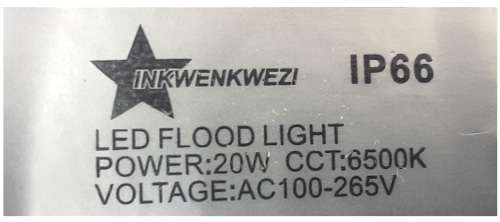 INKWENKWEZI IP66
LED FLOOD LIGHT
POWER:20W CCT:6500K
VOLTAGE:AC100-265V